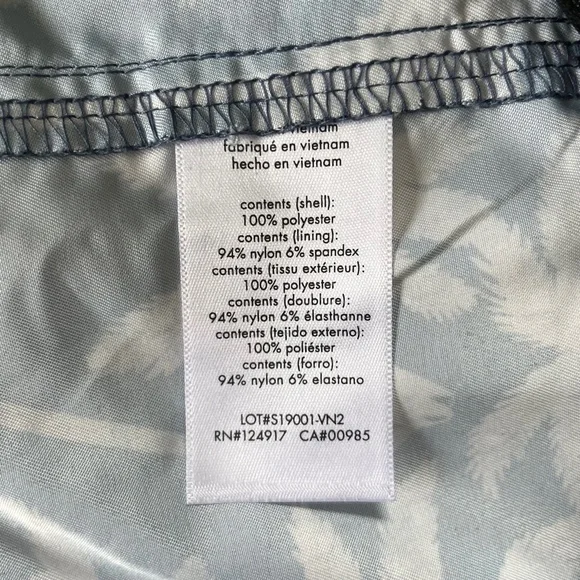 vietnam
fabriqué en vietnam
hecho en vietnam
contents (shell):
100% polyester
contents (lining):
94% nylon 6% spandex
contents (tissu extérieur):
100% polyester
contents (doublure):
94% nylon 6% élasthanne
contents (tejido externo):
100% poliéster
contents (forro):
94% nylon 6% elastano
LOT#S19001-VN2
RN#124917 CA#00985